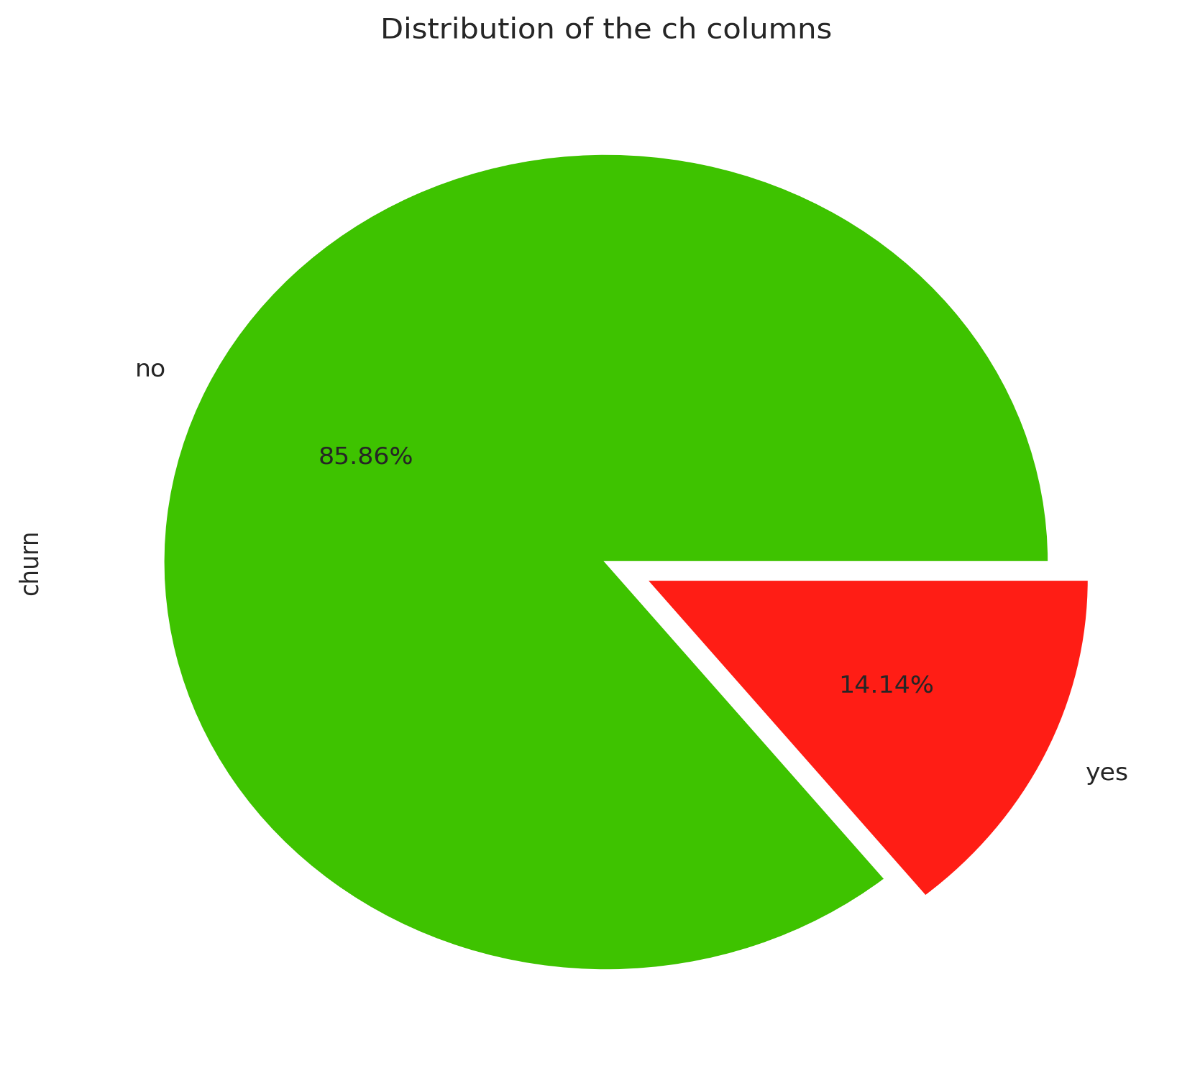 Distribution of the ch columns
no
85.86%
churn
14.14%
yes